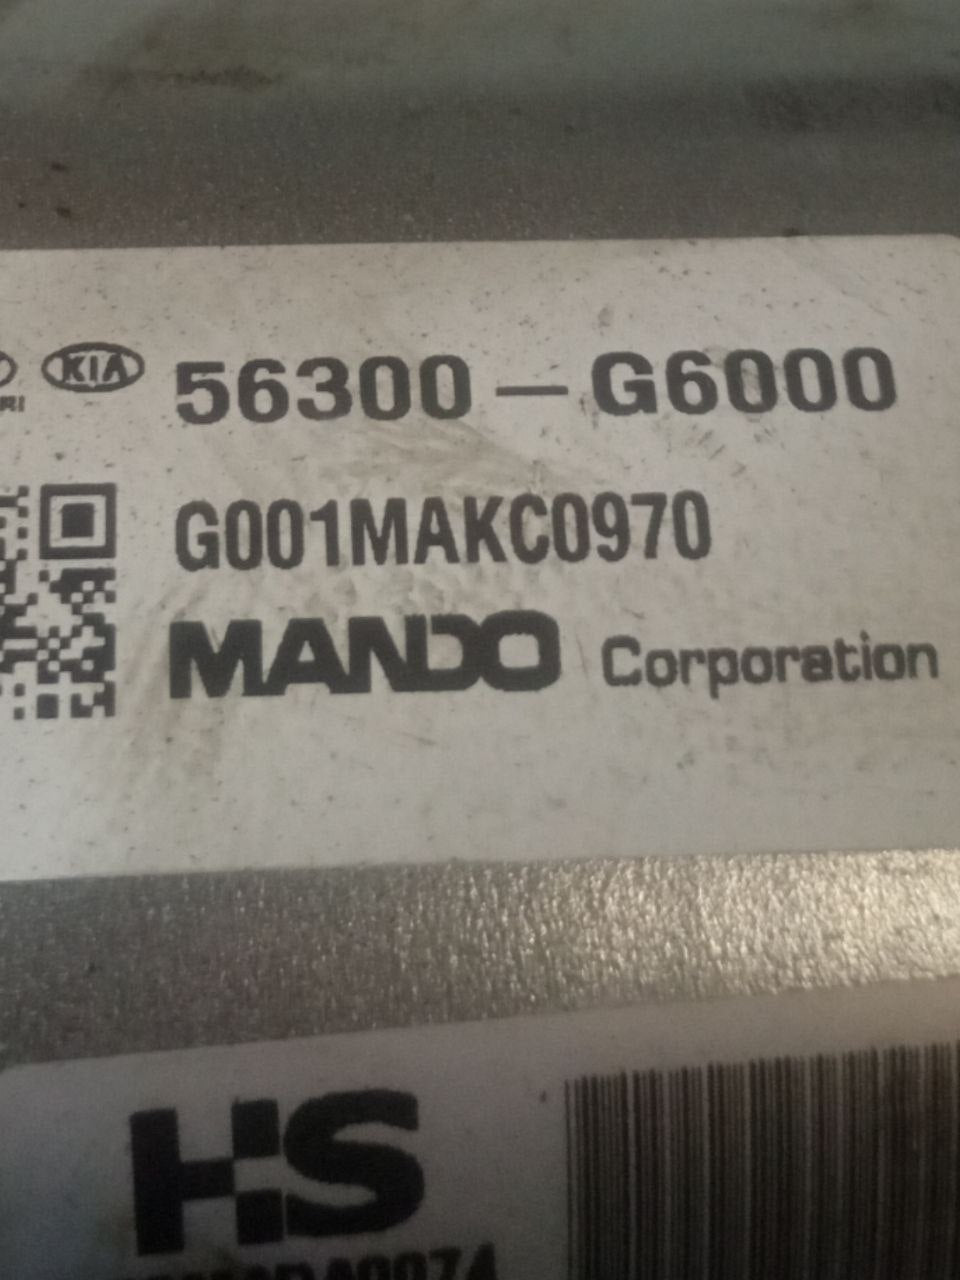 KIA 56300-G6000
G001MAKC0970
MANDO Corporation
HS